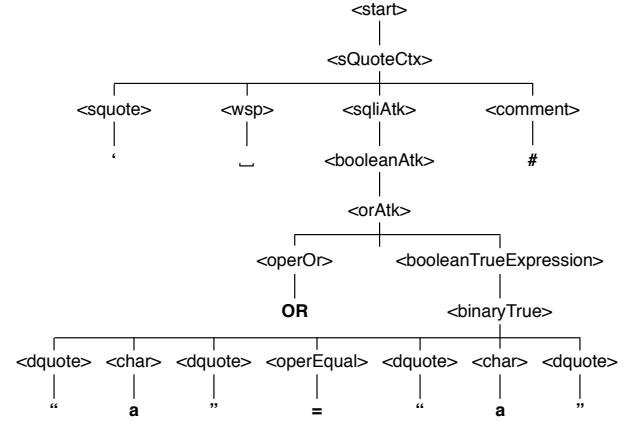 <start>
<sQuoteCtx>
<squote> <wsp> <sqliAtk> <comment>
‘ ⎵ <booleanAtk> #
<orAtk>
<operOr> <booleanTrueExpression>
OR <binaryTrue>
<dquote> <char> <dquote> <operEqual> <dquote> <char> <dquote>
“ a ” = “ a ”